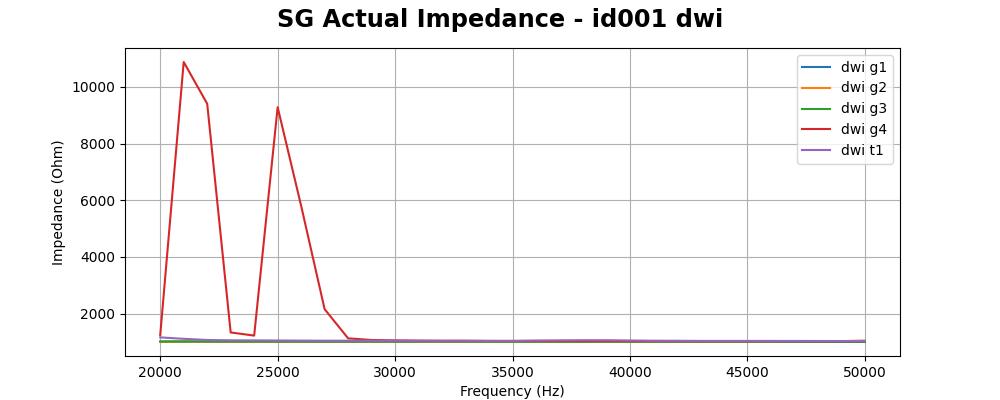 SG Actual Impedance - id001 dwi
10000
8000
6000
4000
2000
Impedance (Ohm)
dwi g1
dwi g2
dwi g3
dwi g4
dwi t1
20000 25000 30000 35000 40000 45000 50000
Frequency (Hz)